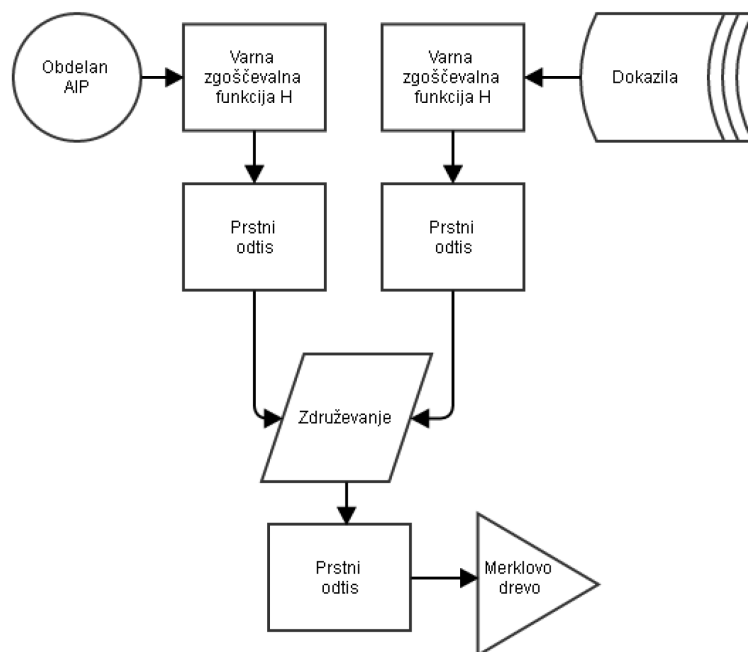 Obdelan
AIP
Varna
zgoščevalna
funkcija H
Varna
zgoščevalna
funkcija H
Dokazila
Prstni
odtis
Prstni
odtis
Združevanje
Prstni
odtis
Merklovo
drevo